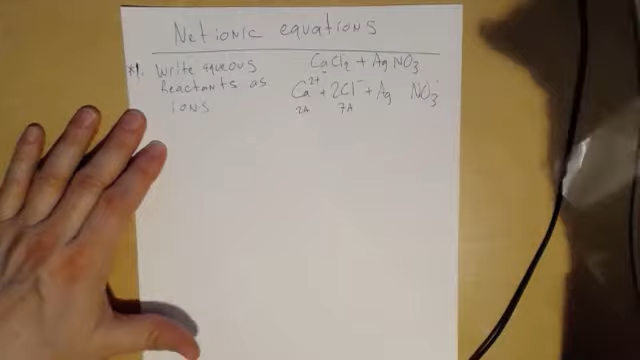 Net ionic equations
*1. Write aqueous
Reactants as
ions
CaCl2 + AgNO3
Ca2+ + 2Cl- + Ag NO3-
2A 7A